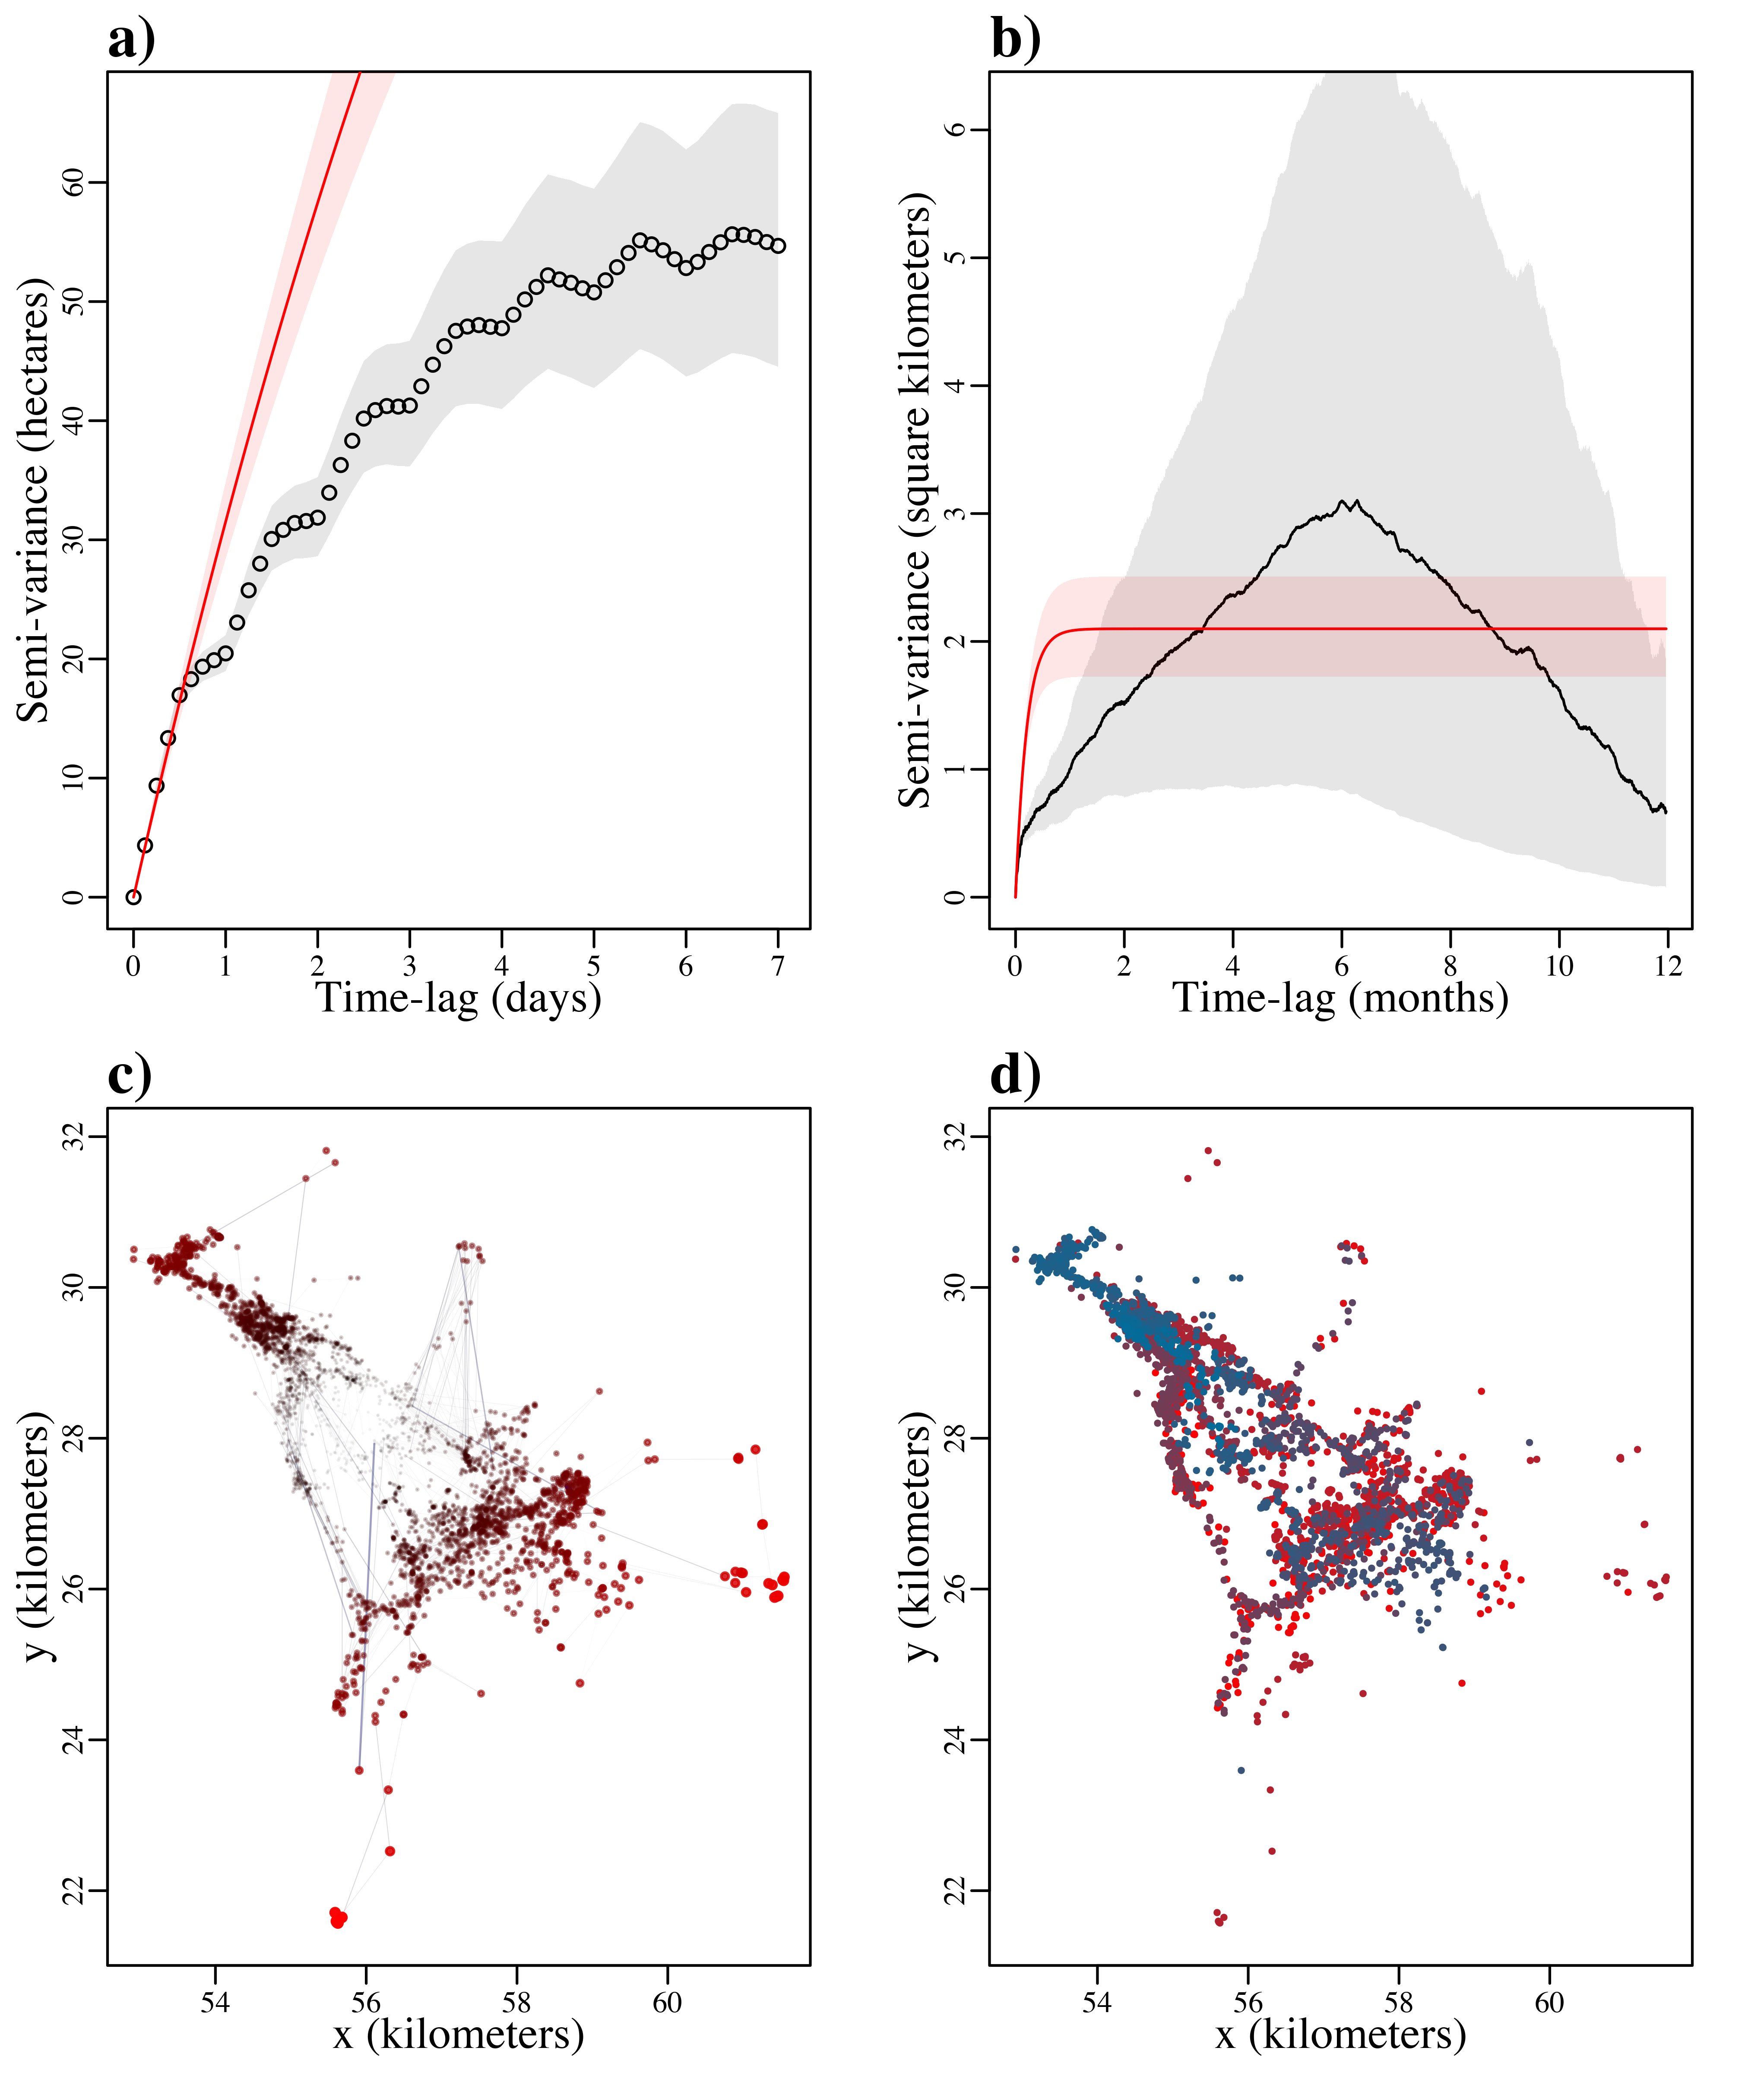 a)
Semi-variance (hectares)
60
50
40
30
20
10
0
0 1 2 3 4 5 6 7
Time-lag (days)
b)
Semi-variance (square kilometers)
6
5
4
3
2
1
0
0 2 4 6 8 10 12
Time-lag (months)
c)
y (kilometers)
32
30
28
26
24
22
54 56 58 60
x (kilometers)
d)
y (kilometers)
32
30
28
26
24
22
54 56 58 60
x (kilometers)